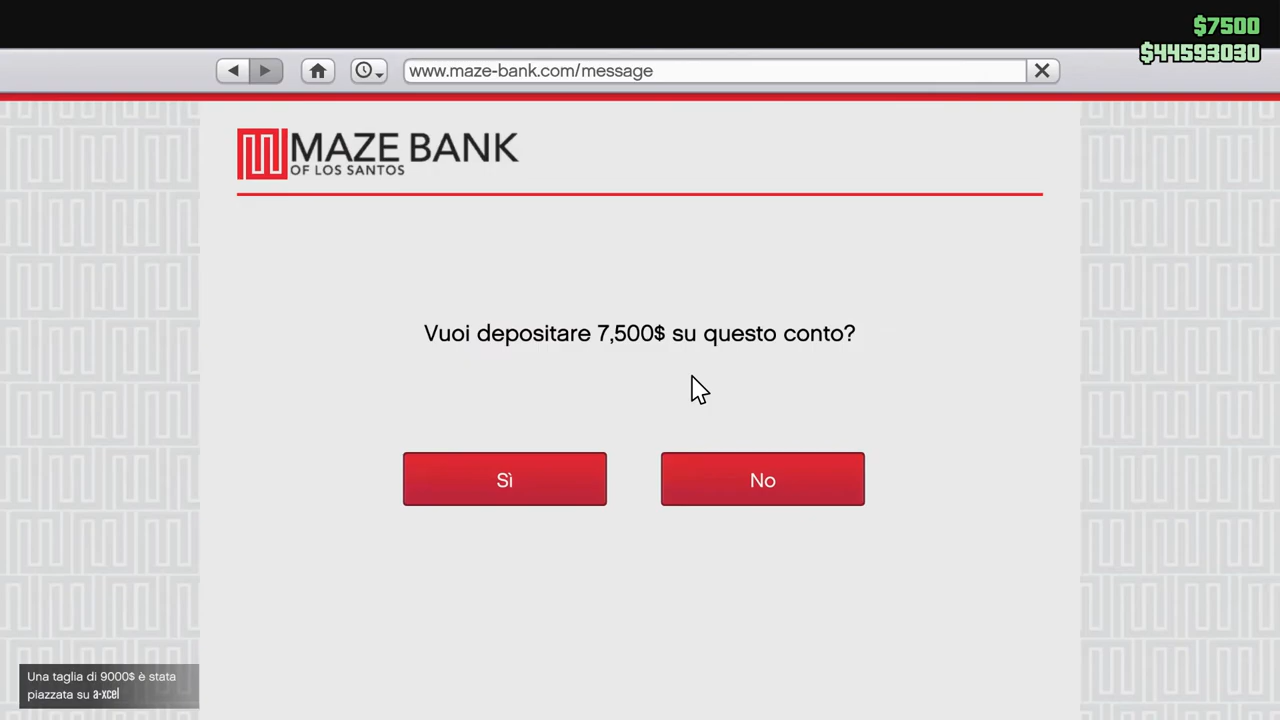 $7500
$44593030
www.maze-bank.com/message
MAZE BANK
OF LOS SANTOS
Vuoi depositare 7,500$ su questo conto?
Sì
No
Una taglia di 9000$ è stata
piazzata su a-xcel